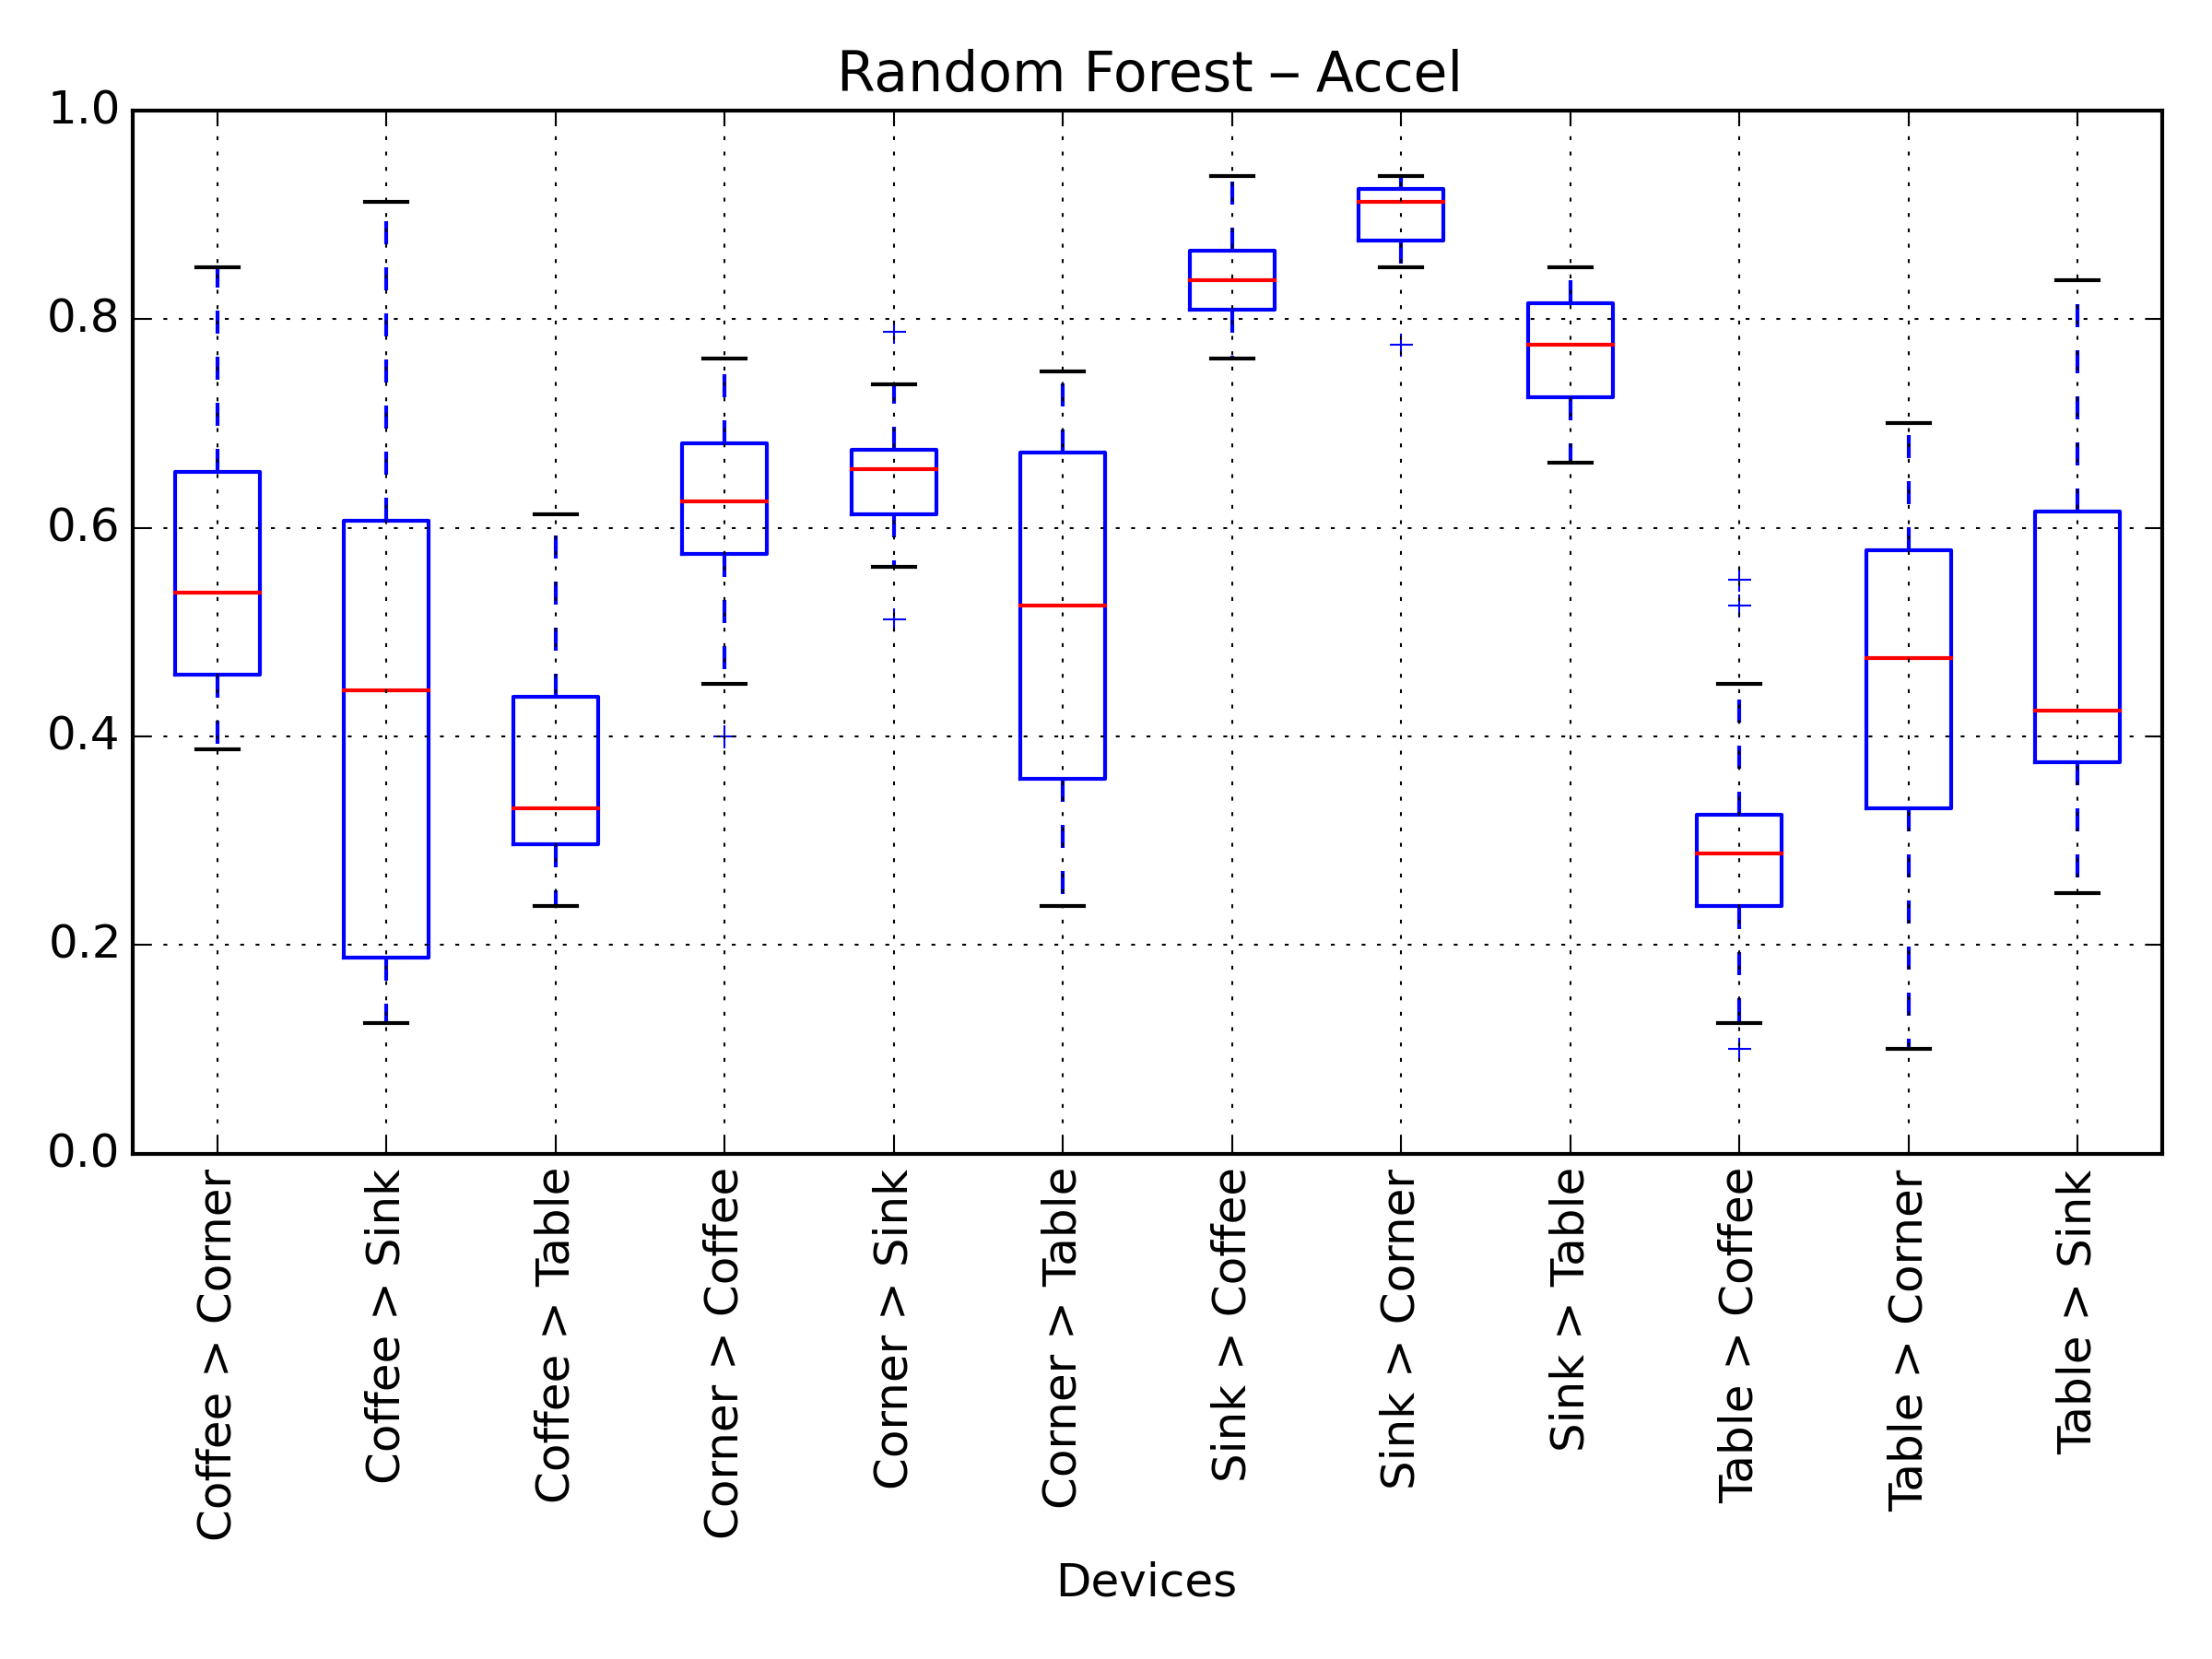 Random Forest – Accel
1.0
0.8
0.6
0.4
0.2
0.0
Coffee > Corner
Coffee > Sink
Coffee > Table
Corner > Coffee
Corner > Sink
Corner > Table
Sink > Coffee
Sink > Corner
Sink > Table
Table > Coffee
Table > Corner
Table > Sink
Devices